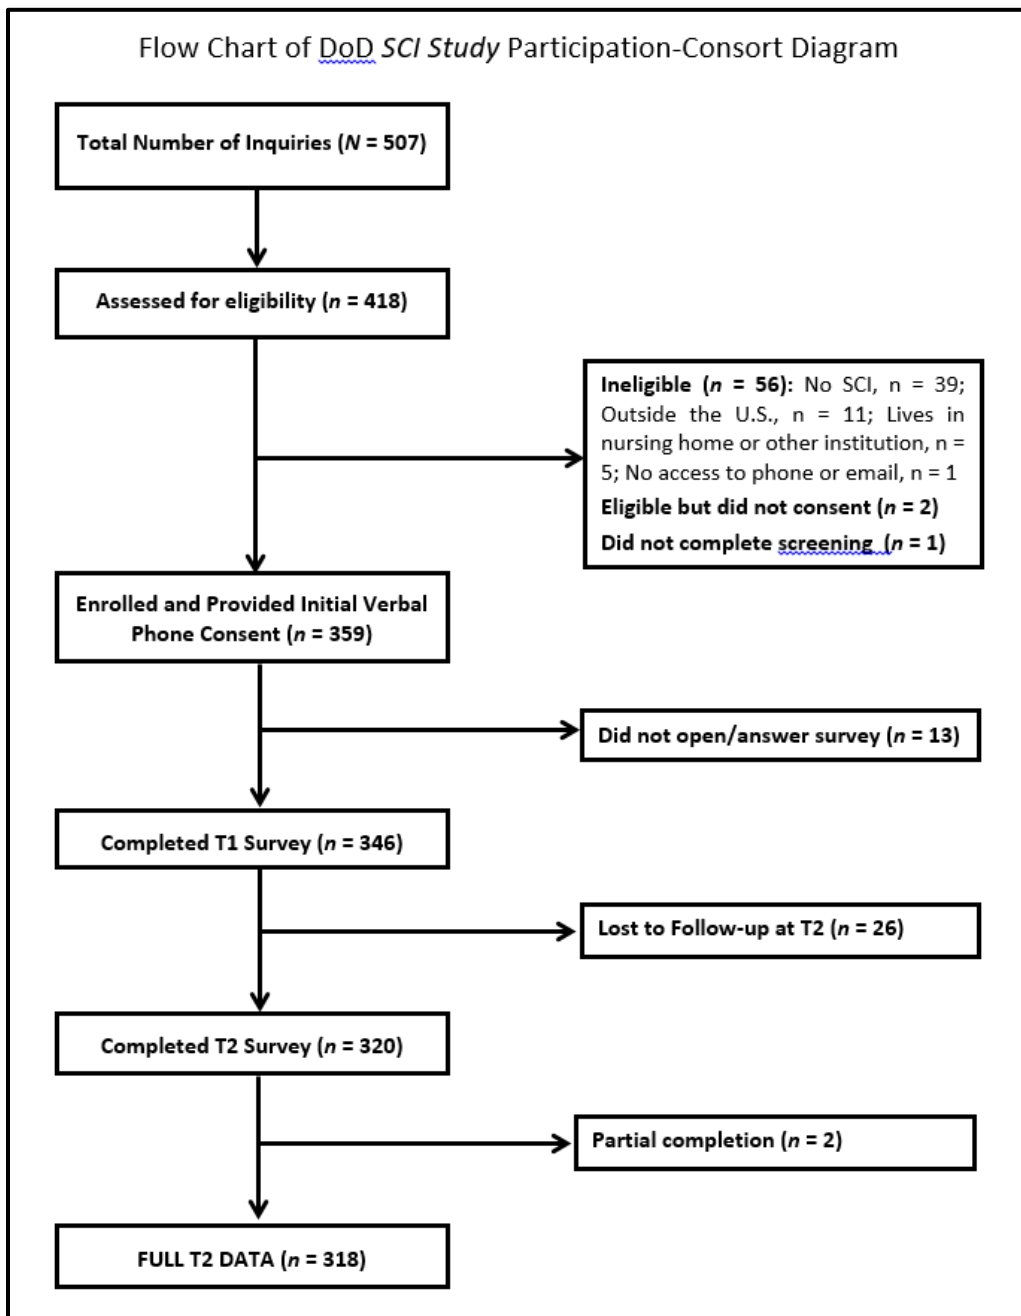 Flow Chart of DoD SCI Study Participation-Consort Diagram
Total Number of Inquiries (N = 507)
Assessed for eligibility (n = 418)
Ineligible (n = 56): No SCI, n = 39;
Outside the U.S., n = 11; Lives in
nursing home or other institution, n =
5; No access to phone or email, n = 1
Eligible but did not consent (n = 2)
Did not complete screening (n = 1)
Enrolled and Provided Initial Verbal
Phone Consent (n = 359)
Did not open/answer survey (n = 13)
Completed T1 Survey (n = 346)
Lost to Follow-up at T2 (n = 26)
Completed T2 Survey (n = 320)
Partial completion (n = 2)
FULL T2 DATA (n = 318)